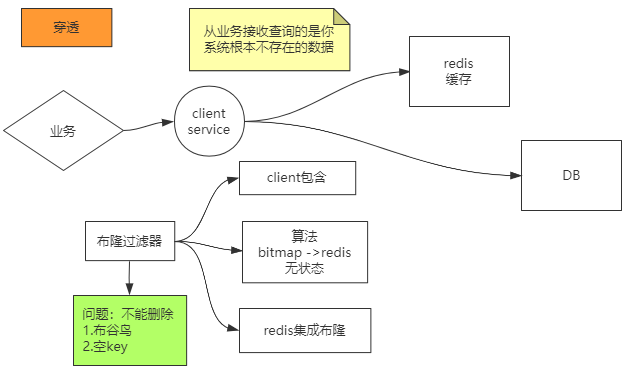 穿透
从业务接收查询的是你
系统根本不存在的数据
redis
缓存
业务
client
service
DB
client包含
布隆过滤器
算法
bitmap ->redis
无状态
问题：不能删除
1.布谷鸟
2.空key
redis集成布隆